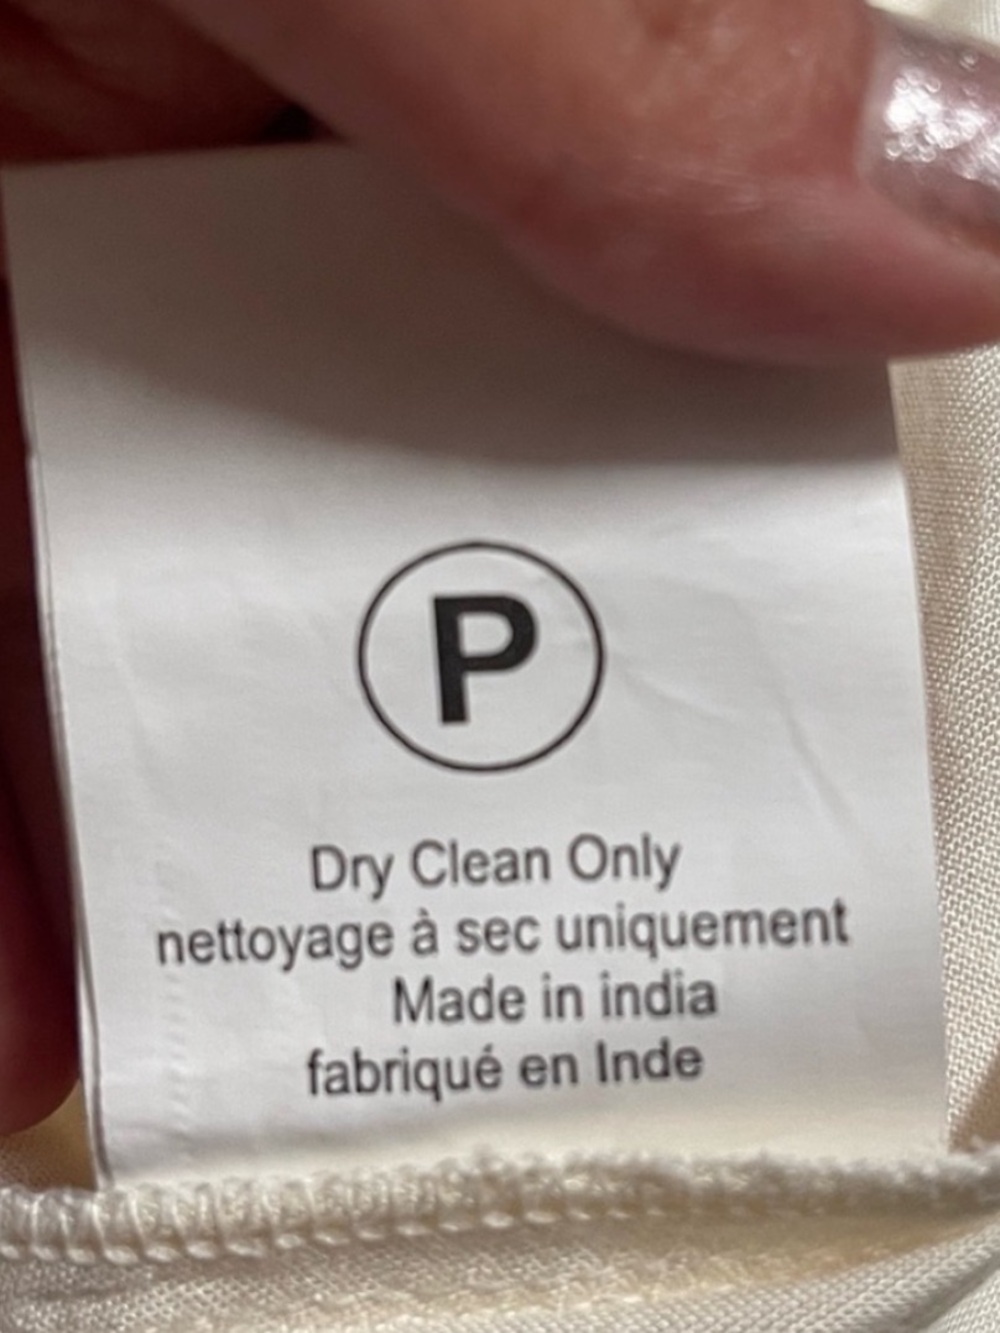 P
Dry Clean Only
nettoyage à sec uniquement
Made in india
fabriqué en Inde